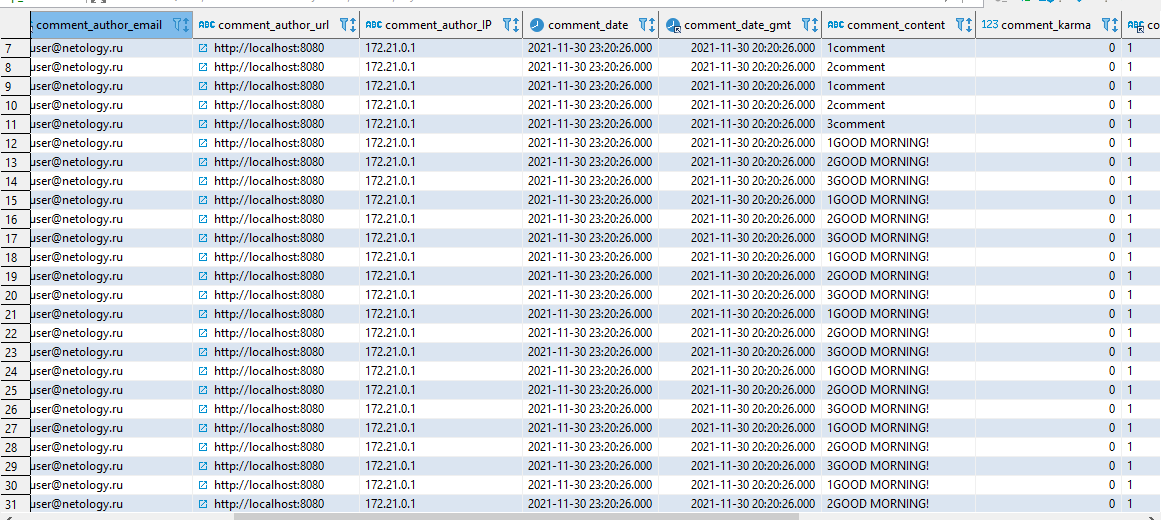 comment_author_email ABC comment_author_url ABC comment_author_IP comment_date comment_date_gmt ABC comment_content 123 comment_karma ABC co
7 user@netology.ru http://localhost:8080 172.21.0.1 2021-11-30 23:20:26.000 2021-11-30 20:20:26.000 1comment 0 1
8 user@netology.ru http://localhost:8080 172.21.0.1 2021-11-30 23:20:26.000 2021-11-30 20:20:26.000 2comment 0 1
9 user@netology.ru http://localhost:8080 172.21.0.1 2021-11-30 23:20:26.000 2021-11-30 20:20:26.000 1comment 0 1
10 user@netology.ru http://localhost:8080 172.21.0.1 2021-11-30 23:20:26.000 2021-11-30 20:20:26.000 2comment 0 1
11 user@netology.ru http://localhost:8080 172.21.0.1 2021-11-30 23:20:26.000 2021-11-30 20:20:26.000 3comment 0 1
12 user@netology.ru http://localhost:8080 172.21.0.1 2021-11-30 23:20:26.000 2021-11-30 20:20:26.000 1GOOD MORNING! 0 1
13 user@netology.ru http://localhost:8080 172.21.0.1 2021-11-30 23:20:26.000 2021-11-30 20:20:26.000 2GOOD MORNING! 0 1
14 user@netology.ru http://localhost:8080 172.21.0.1 2021-11-30 23:20:26.000 2021-11-30 20:20:26.000 3GOOD MORNING! 0 1
15 user@netology.ru http://localhost:8080 172.21.0.1 2021-11-30 23:20:26.000 2021-11-30 20:20:26.000 1GOOD MORNING! 0 1
16 user@netology.ru http://localhost:8080 172.21.0.1 2021-11-30 23:20:26.000 2021-11-30 20:20:26.000 2GOOD MORNING! 0 1
17 user@netology.ru http://localhost:8080 172.21.0.1 2021-11-30 23:20:26.000 2021-11-30 20:20:26.000 3GOOD MORNING! 0 1
18 user@netology.ru http://localhost:8080 172.21.0.1 2021-11-30 23:20:26.000 2021-11-30 20:20:26.000 1GOOD MORNING! 0 1
19 user@netology.ru http://localhost:8080 172.21.0.1 2021-11-30 23:20:26.000 2021-11-30 20:20:26.000 2GOOD MORNING! 0 1
20 user@netology.ru http://localhost:8080 172.21.0.1 2021-11-30 23:20:26.000 2021-11-30 20:20:26.000 3GOOD MORNING! 0 1
21 user@netology.ru http://localhost:8080 172.21.0.1 2021-11-30 23:20:26.000 2021-11-30 20:20:26.000 1GOOD MORNING! 0 1
22 user@netology.ru http://localhost:8080 172.21.0.1 2021-11-30 23:20:26.000 2021-11-30 20:20:26.000 2GOOD MORNING! 0 1
23 user@netology.ru http://localhost:8080 172.21.0.1 2021-11-30 23:20:26.000 2021-11-30 20:20:26.000 3GOOD MORNING! 0 1
24 user@netology.ru http://localhost:8080 172.21.0.1 2021-11-30 23:20:26.000 2021-11-30 20:20:26.000 1GOOD MORNING! 0 1
25 user@netology.ru http://localhost:8080 172.21.0.1 2021-11-30 23:20:26.000 2021-11-30 20:20:26.000 2GOOD MORNING! 0 1
26 user@netology.ru http://localhost:8080 172.21.0.1 2021-11-30 23:20:26.000 2021-11-30 20:20:26.000 3GOOD MORNING! 0 1
27 user@netology.ru http://localhost:8080 172.21.0.1 2021-11-30 23:20:26.000 2021-11-30 20:20:26.000 1GOOD MORNING! 0 1
28 user@netology.ru http://localhost:8080 172.21.0.1 2021-11-30 23:20:26.000 2021-11-30 20:20:26.000 2GOOD MORNING! 0 1
29 user@netology.ru http://localhost:8080 172.21.0.1 2021-11-30 23:20:26.000 2021-11-30 20:20:26.000 3GOOD MORNING! 0 1
30 user@netology.ru http://localhost:8080 172.21.0.1 2021-11-30 23:20:26.000 2021-11-30 20:20:26.000 1GOOD MORNING! 0 1
31 user@netology.ru http://localhost:8080 172.21.0.1 2021-11-30 23:20:26.000 2021-11-30 20:20:26.000 2GOOD MORNING! 0 1